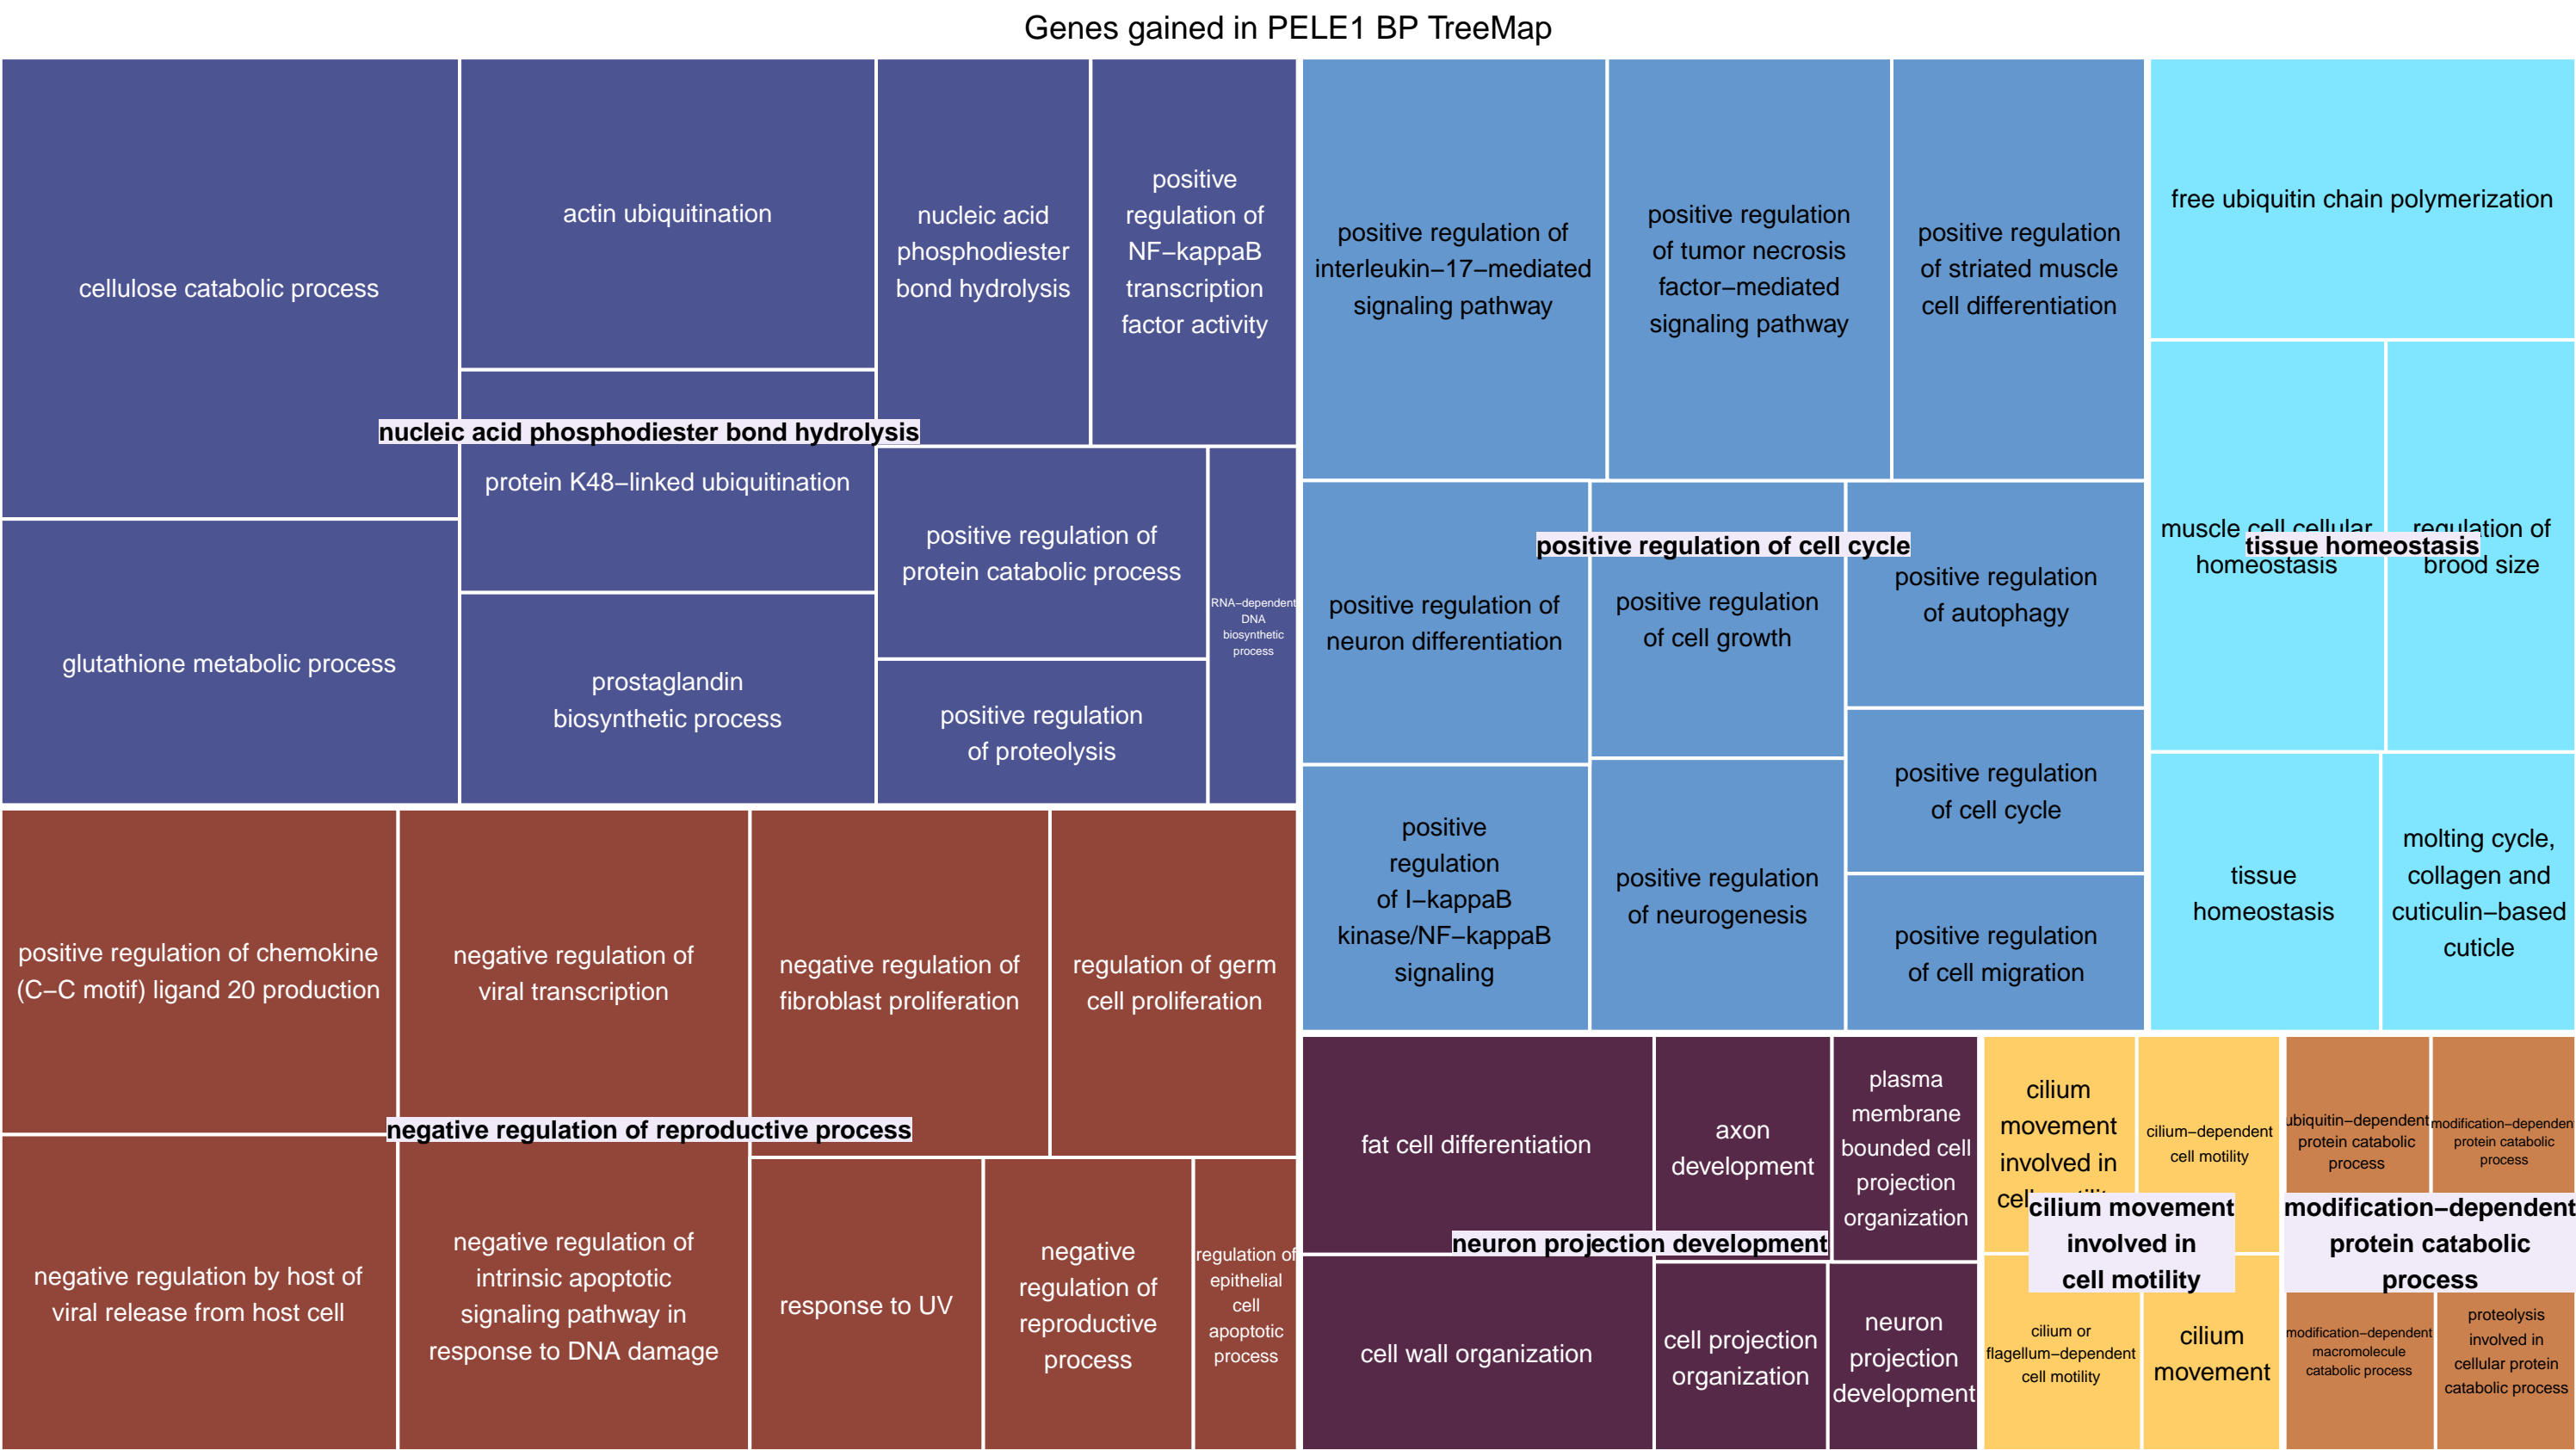 Genes gained in PELE1 BP TreeMap
cellulose catabolic process
glutathione metabolic process
actin ubiquitination
protein K48−linked ubiquitination
prostaglandin
biosynthetic process
nucleic acid
phosphodiester
bond hydrolysis
positive
regulation of
NF−kappaB
transcription
factor activity
positive regulation of
protein catabolic process
positive regulation
of proteolysis
RNA−dependent
DNA
biosynthetic
process
nucleic acid phosphodiester bond hydrolysis
positive regulation of chemokine
(C−C motif) ligand 20 production
negative regulation by host of
viral release from host cell
negative regulation of
viral transcription
negative regulation of
intrinsic apoptotic
signaling pathway in
response to DNA damage
negative regulation of
fibroblast proliferation
regulation of germ
cell proliferation
response to UV
negative
regulation of
reproductive
process
regulation of
epithelial
cell
apoptotic
process
negative regulation of reproductive process
positive regulation of
interleukin−17−mediated
signaling pathway
positive regulation
of tumor necrosis
factor−mediated
signaling pathway
positive regulation
of striated muscle
cell differentiation
positive regulation of
neuron differentiation
positive
regulation
of I−kappaB
kinase/NF−kappaB
signaling
positive regulation
of cell growth
positive regulation
of neurogenesis
positive regulation
of autophagy
positive regulation
of cell cycle
positive regulation
of cell migration
positive regulation of cell cycle
free ubiquitin chain polymerization
muscle cell cellular
homeostasis
regulation of
brood size
tissue
homeostasis
molting cycle,
collagen and
cuticulin−based
cuticle
tissue homeostasis
fat cell differentiation
cell wall organization
axon
development
plasma
membrane
bounded cell
projection
organization
cell projection
organization
neuron
projection
development
neuron projection development
cilium
movement
involved in
cell
cilium−dependent
cell motility
cilium or
flagellum−dependent
cell motility
cilium
movement
cilium movement
involved in
cell motility
ubiquitin−dependent
protein catabolic
process
modification−dependen
protein catabolic
process
modification−dependent
macromolecule
catabolic process
proteolysis
involved in
cellular protein
catabolic process
modification−dependent
protein catabolic
process